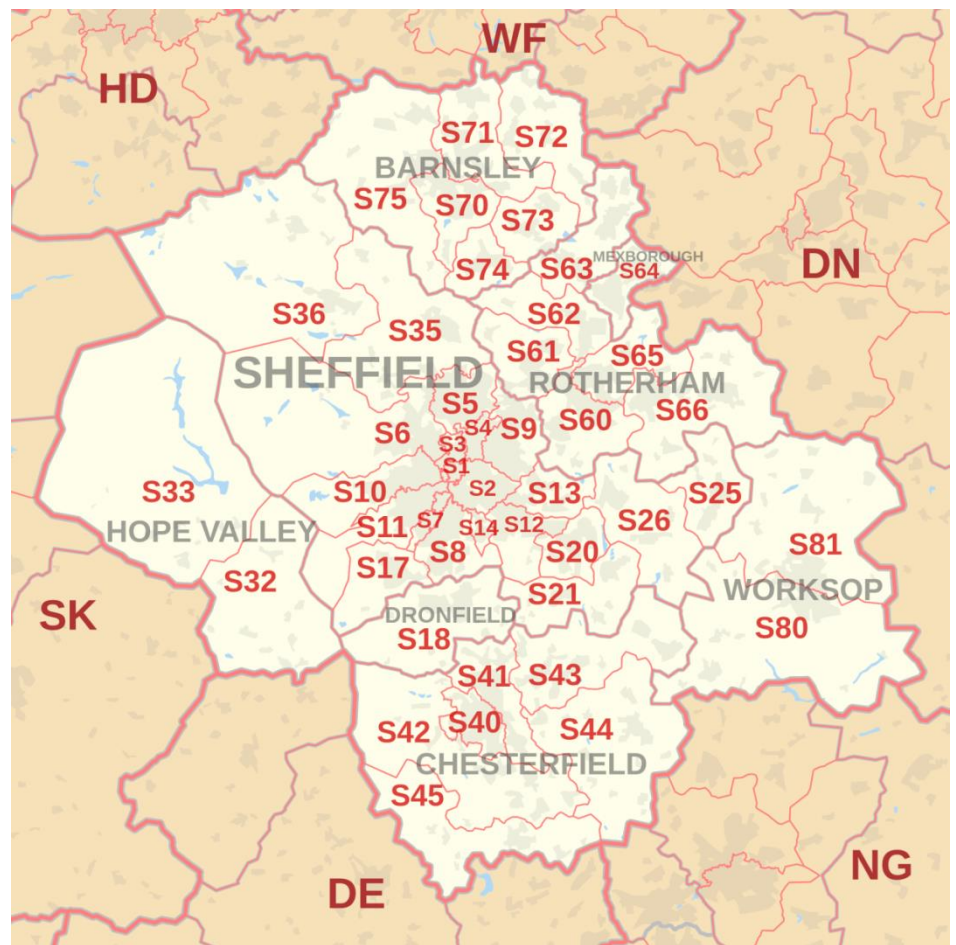 WF
HD
S71
S72
BARNSLEY
S75
S70
S73
MEXBOROUGH
S74
S63
S64
DN
S36
S62
S35
S61
S65
SHEFFIELD
ROTHERHAM
S5
S66
S60
S4
S9
S6
S3
S1
S33
S10
S2
S13
S25
S7
S14
S12
S26
S11
HOPE VALLEY
S81
S8
S20
S17
S32
S21
WORKSOP
SK
DRONFIELD
S18
S80
S41
S43
S42
S40
S44
CHESTERFIELD
S45
NG
DE